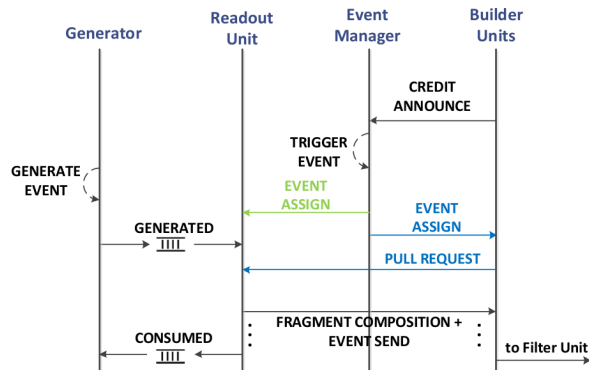 Generator
Readout
Unit
Event
Manager
Builder
Units
CREDIT
ANNOUNCE
TRIGGER
EVENT
GENERATE
EVENT
EVENT
ASSIGN
EVENT
ASSIGN
GENERATED
PULL REQUEST
FRAGMENT COMPOSITION +
EVENT SEND
CONSUMED
to Filter Unit